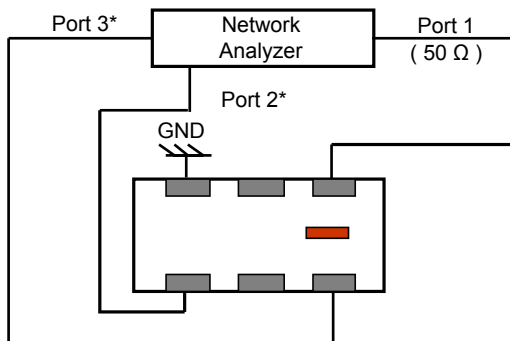 Port 3*
Network
Analyzer
Port 1
( 50 Ω )
Port 2*
GND